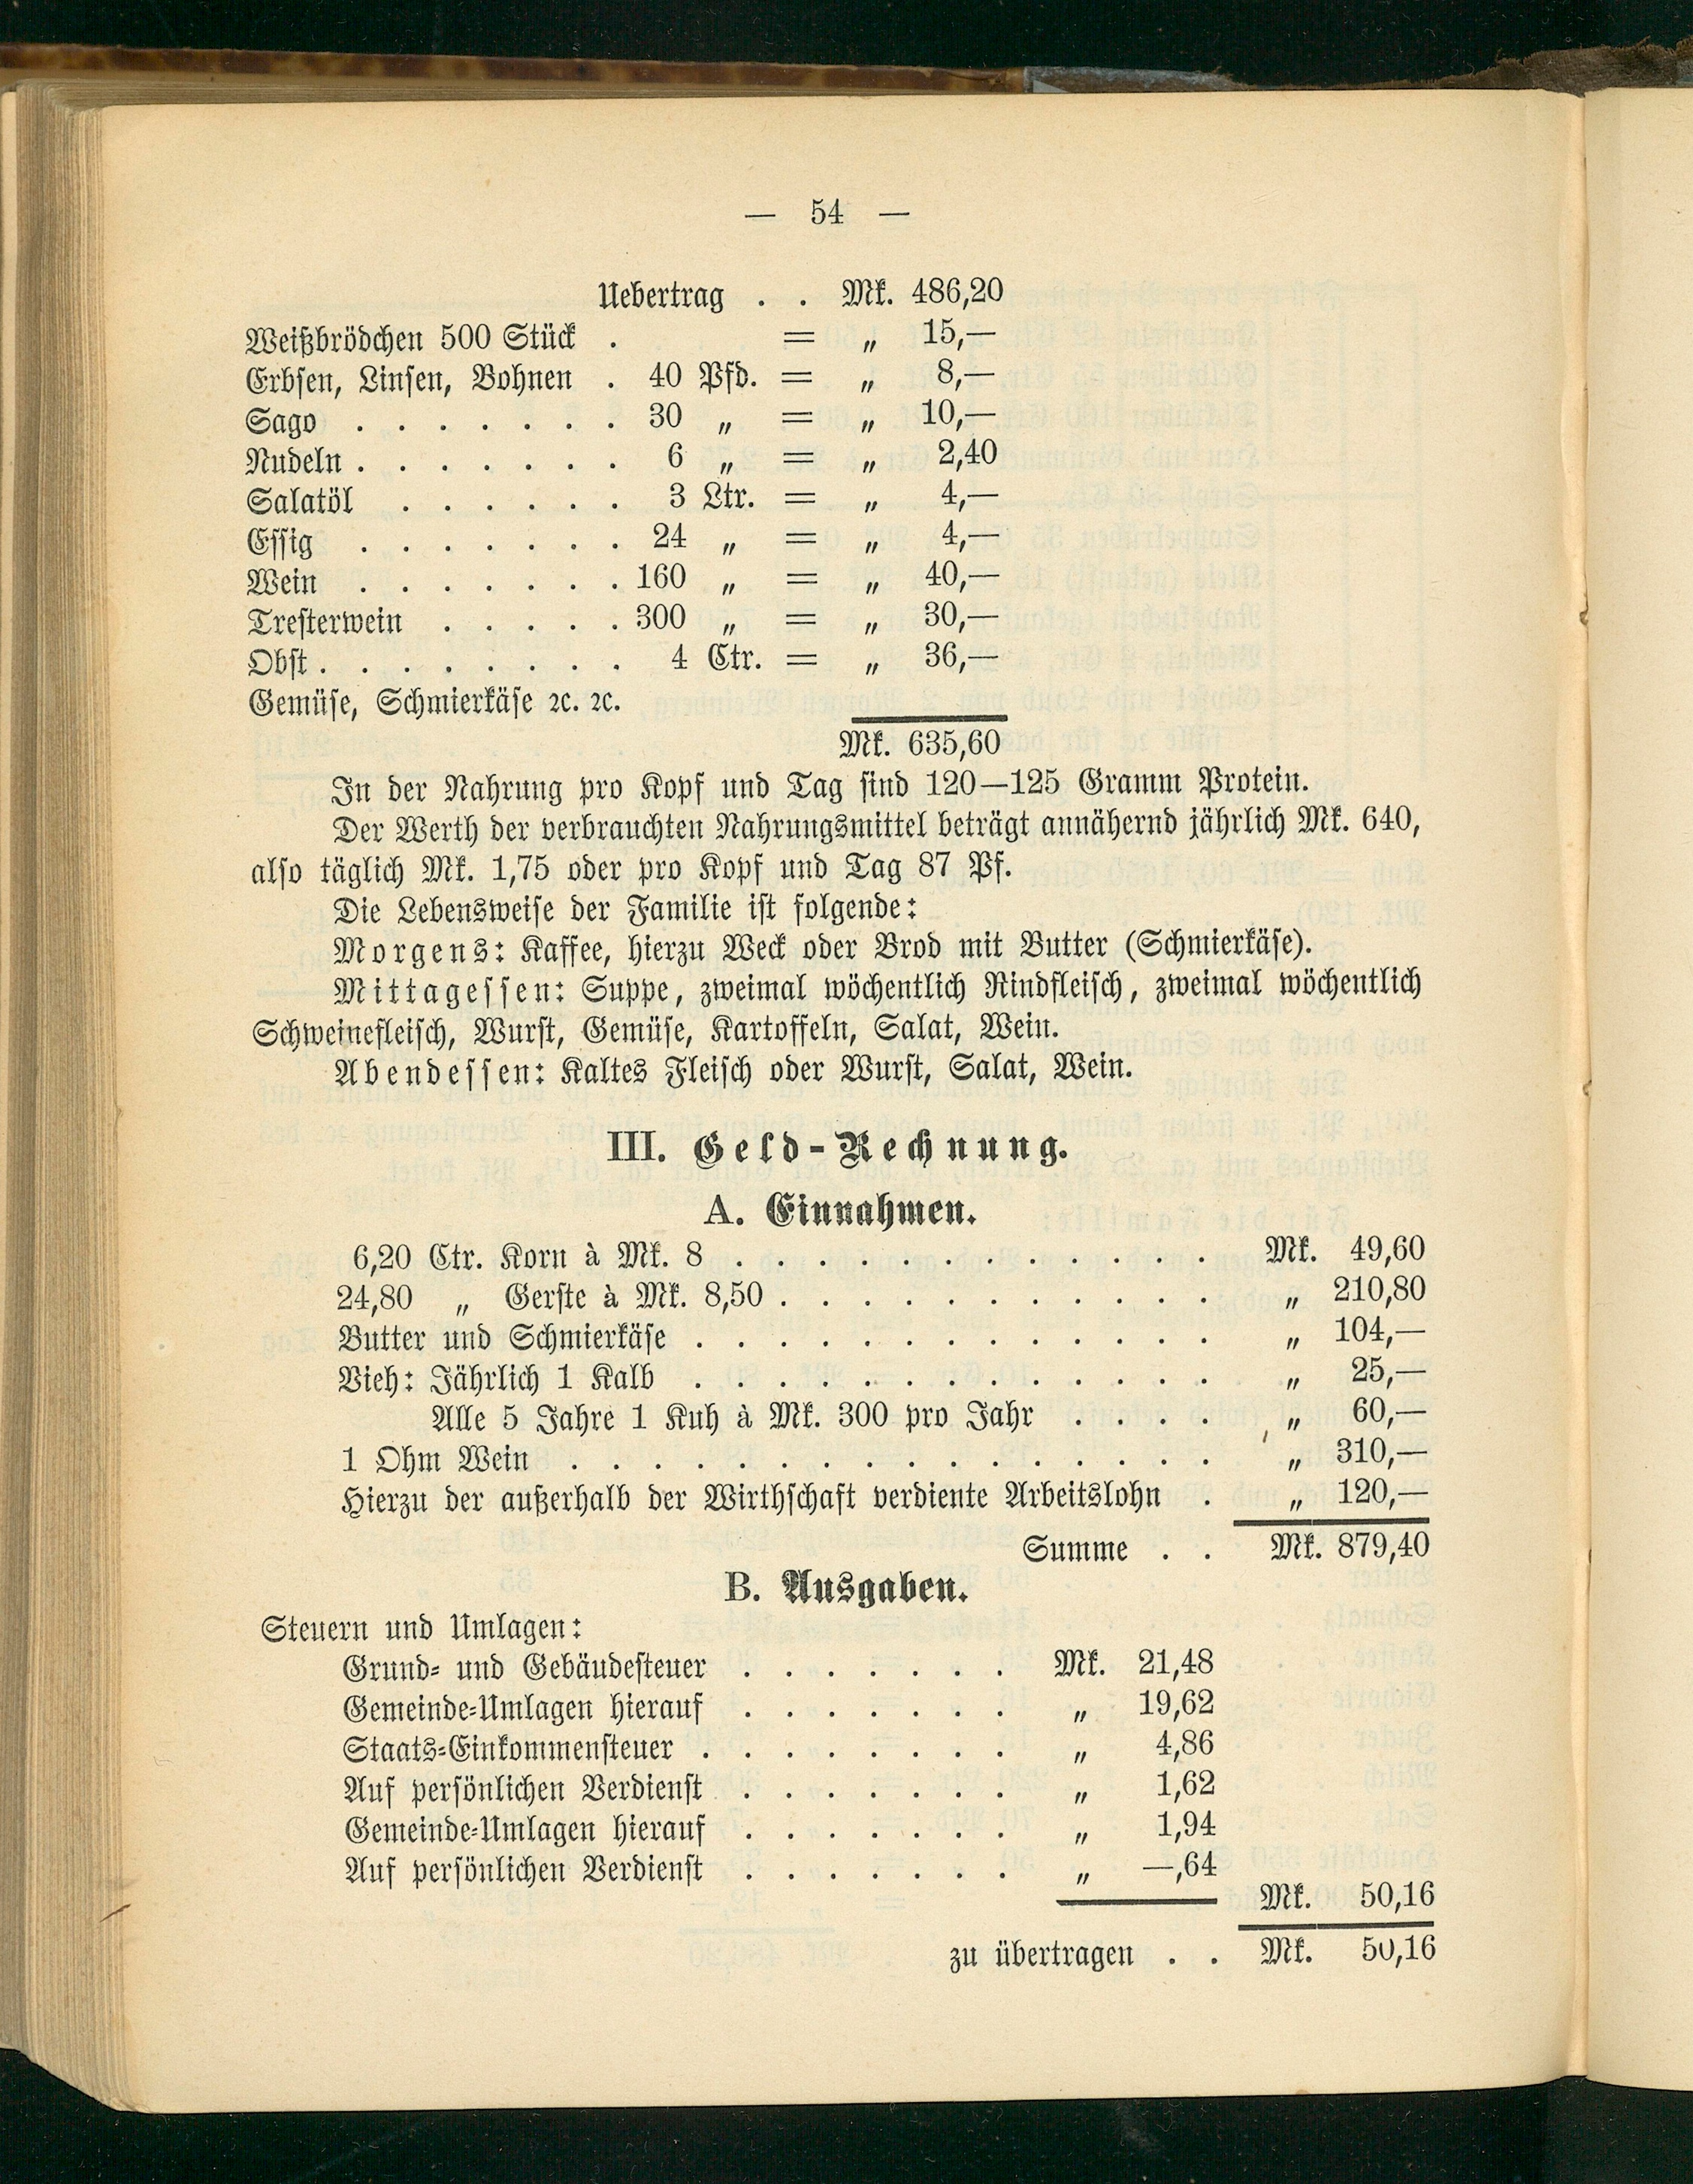 — 54 —
Uebertrag . . Mk. 486,20
Weißbrödchen 500 Stück . = „ 15,—
Erbsen, Linsen, Bohnen . 40 Pfd. = „ 8,—
Sago . . . . . . . 30 „ = „ 10,—
Nudeln . . . . . . . 6 „ = „ 2,40
Salatöl . . . . . . 3 Ltr. = „ 4,—
Essig . . . . . . . 24 „ = „ 4,—
Wein . . . . . . . 160 „ = „ 40,—
Tresterwein . . . . . 300 „ = „ 30,—
Obst . . . . . . . . 4 Ctr. = „ 36,—
Gemüse, Schmierkäse ꝛc. ꝛc.
Mk. 635,60
In der Nahrung pro Kopf und Tag sind 120—125 Gramm Protein.
Der Werth der verbrauchten Nahrungsmittel beträgt annähernd jährlich Mk. 640,
also täglich Mk. 1,75 oder pro Kopf und Tag 87 Pf.
Die Lebensweise der Familie ist folgende:
Morgens: Kaffee, hierzu Weck oder Brod mit Butter (Schmierkäse).
Mittagessen: Suppe, zweimal wöchentlich Rindfleisch, zweimal wöchentlich
Schweinefleisch, Wurst, Gemüse, Kartoffeln, Salat, Wein.
Abendessen: Kaltes Fleisch oder Wurst, Salat, Wein.
III. Geld-Rechnung.
A. Einnahmen.
6,20 Ctr. Korn à Mk. 8 . . . . . . . . . . . . Mk. 49,60
24,80 „ Gerste à Mk. 8,50 . . . . . . . . . . . „ 210,80
Butter und Schmierkäse . . . . . . . . . . . . . „ 104,—
Vieh: Jährlich 1 Kalb . . . . . . . . . . . . . „ 25,—
Alle 5 Jahre 1 Kuh à Mk. 300 pro Jahr . . . . „ 60,—
1 Ohm Wein . . . . . . . . . . . . . . . . „ 310,—
Hierzu der außerhalb der Wirthschaft verdiente Arbeitslohn . „ 120,—
Summe . . Mk. 879,40
B. Ausgaben.
Steuern und Umlagen:
Grund- und Gebäudesteuer . . . . . . . Mk. 21,48
Gemeinde-Umlagen hierauf . . . . . . . „ 19,62
Staats-Einkommensteuer . . . . . . . . „ 4,86
Auf persönlichen Verdienst . . . . . . . „ 1,62
Gemeinde-Umlagen hierauf . . . . . . . „ 1,94
Auf persönlichen Verdienst . . . . . . . „ —,64
Mk. 50,16
zu übertragen . . Mk. 50,16